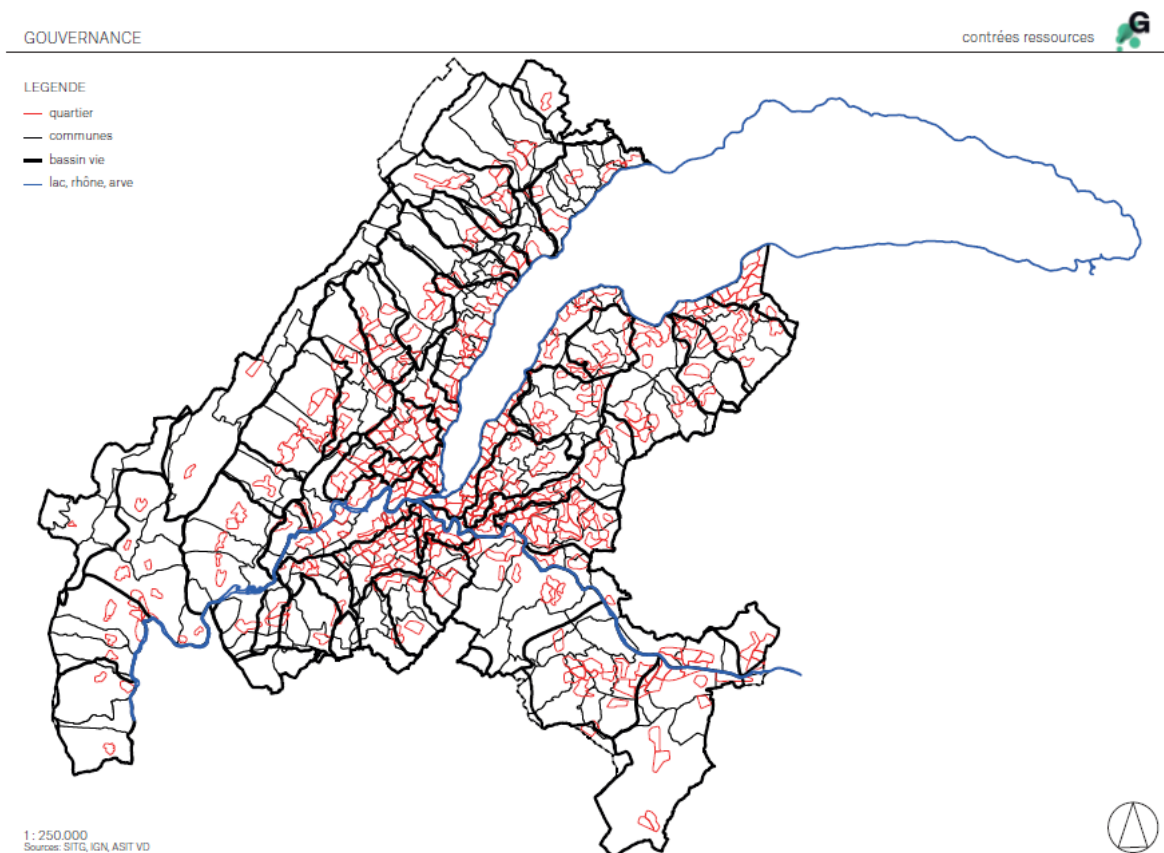 GOUVERNANCE
contrées ressources
G
LEGENDE
quartier
communes
bassin vie
lac, rhône, arve
1 : 250.000
Sources: SITG, IGN, ASIT VD